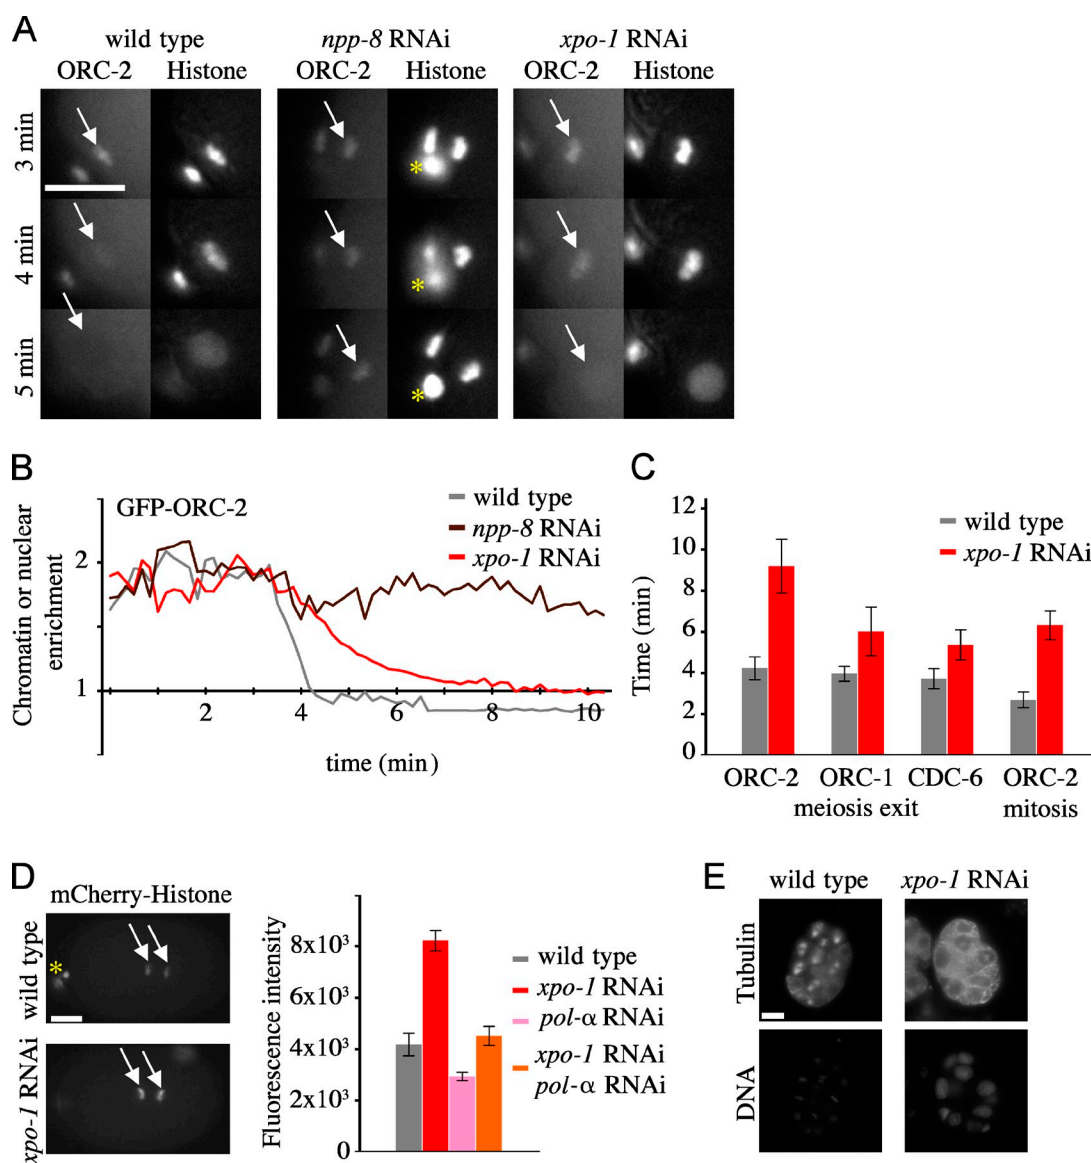 A
wild type
npp-8 RNAi
xpo-1 RNAi
ORC-2 Histone
ORC-2 Histone
ORC-2 Histone
3 min
*
4 min
*
5 min
*
B
GFP-ORC-2
wild type
npp-8 RNAi
xpo-1 RNAi
Chromatin or nuclear
enrichment
2
1
2 4 6 8 10
time (min)
C
wild type
xpo-1 RNAi
Time (min)
12
10
8
6
4
2
0
ORC-2 ORC-1 CDC-6 ORC-2
meiosis exit mitosis
D
mCherry-Histone
wild type
*
xpo-1 RNAi
Fluorescence intensity
8x10³
6x10³
4x10³
2x10³
0
wild type
xpo-1 RNAi
pol-α RNAi
xpo-1 RNAi
pol-α RNAi
E
wild type xpo-1 RNAi
Tubulin
DNA